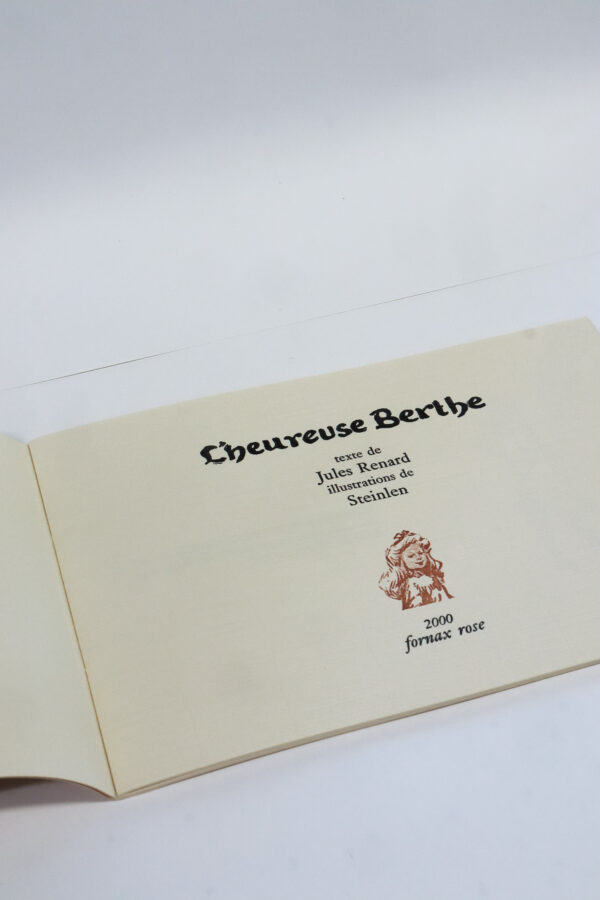 L'heureuse Berthe
texte de
Jules Renard
illustrations de
Steinlen
2000
fornax rose